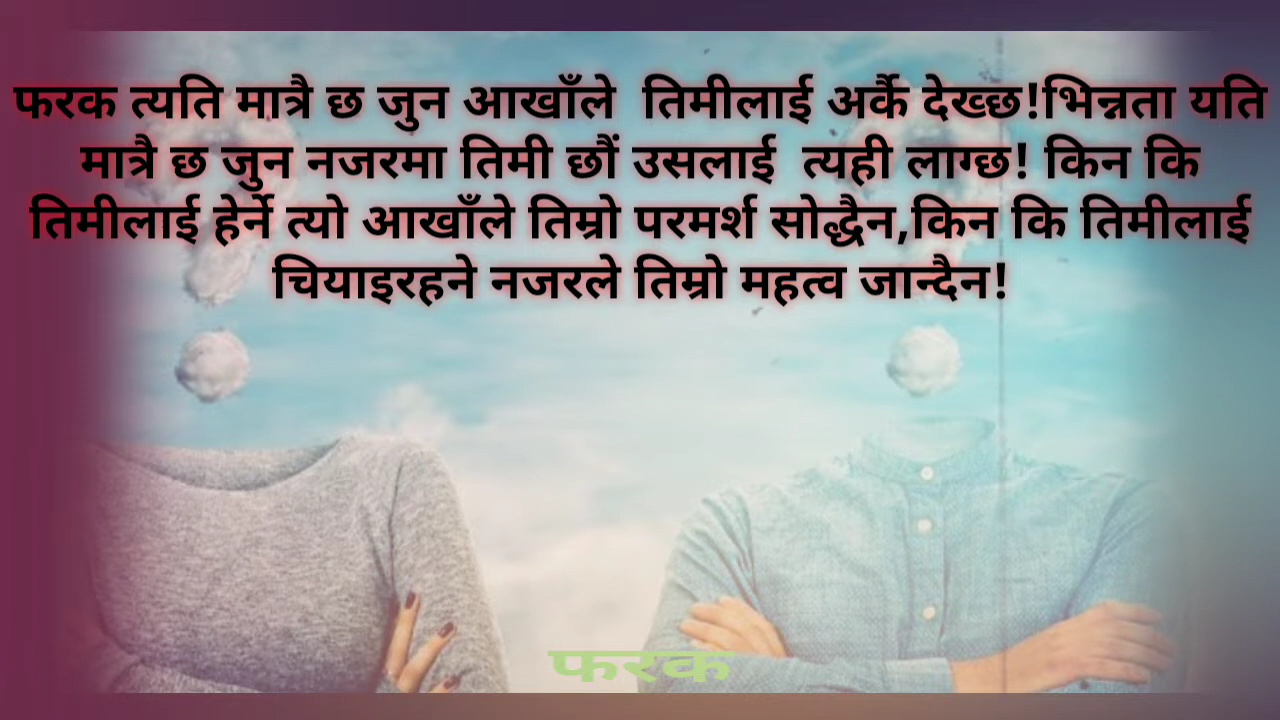 फरक त्यति मात्रै छ जुन आखाँले  तिमीलाई अर्कै देख्छ!भिन्नता यति
मात्रै छ जुन नजरमा तिमी छौं उसलाई  त्यही लाग्छ! किन कि
तिमीलाई हेर्ने त्यो आखाँले तिम्रो परमर्श सोद्धैन,किन कि तिमीलाई
चियाइरहने नजरले तिम्रो महत्व जान्दैन!
फरक